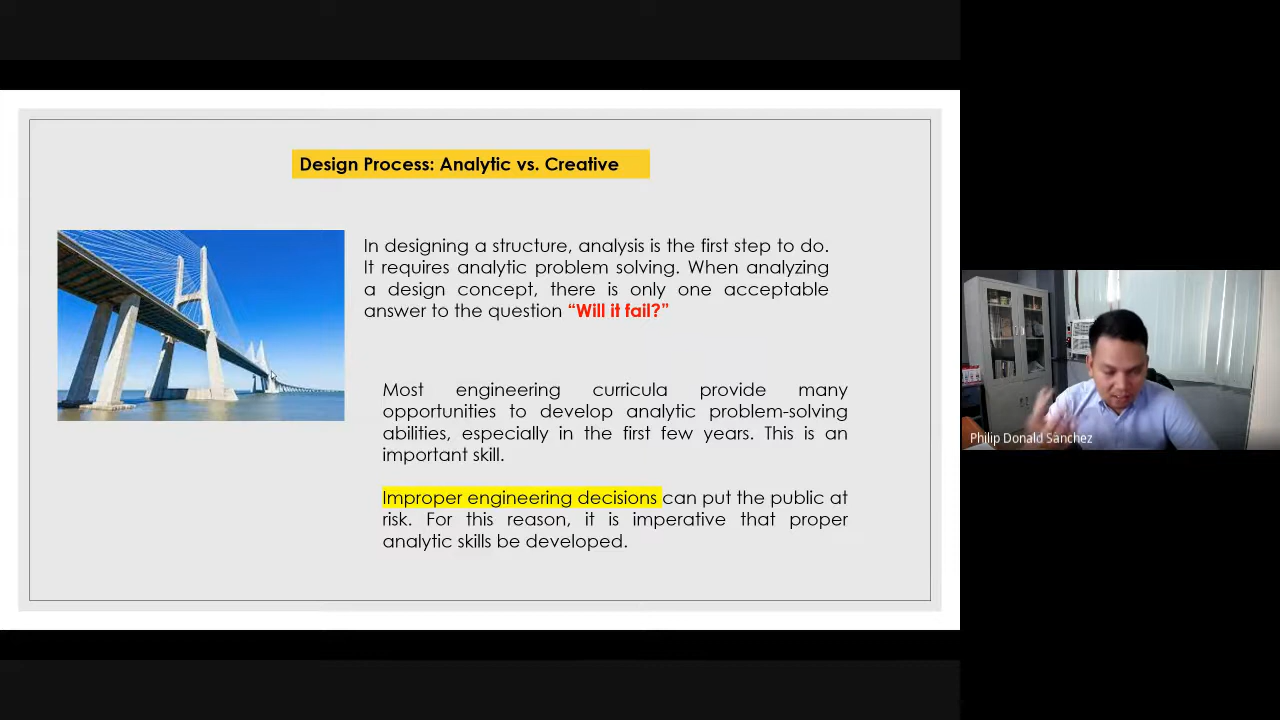 Design Process: Analytic vs. Creative
In designing a structure, analysis is the first step to do.
It requires analytic problem solving. When analyzing
a design concept, there is only one acceptable
answer to the question “Will it fail?”
Most engineering curricula provide many
opportunities to develop analytic problem-solving
abilities, especially in the first few years. This is an
important skill.
Improper engineering decisions can put the public at
risk. For this reason, it is imperative that proper
analytic skills be developed.
Philip Donald Sanchez